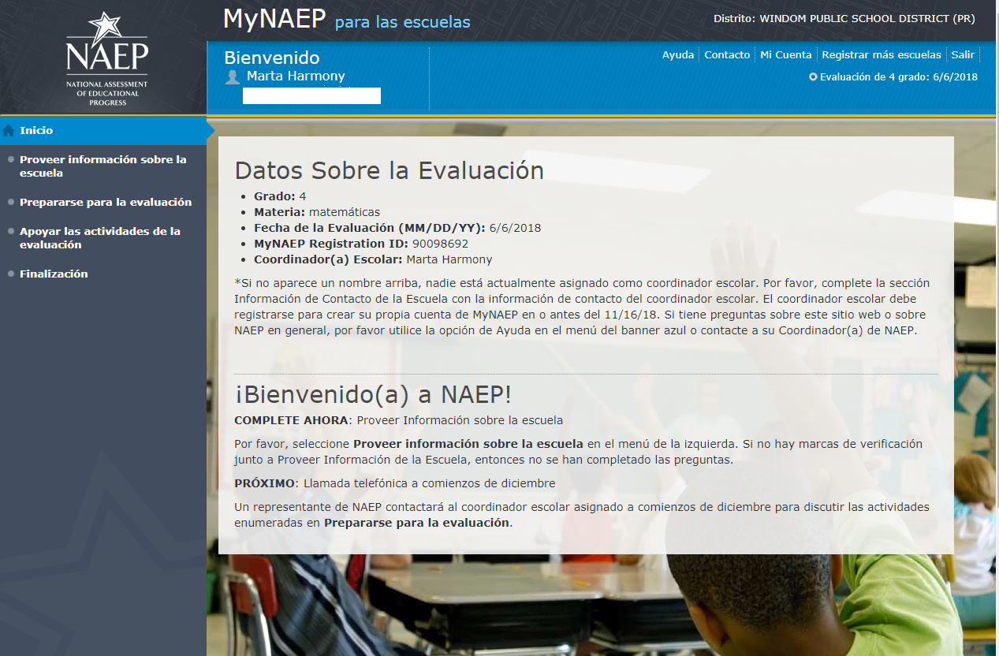 MyNAEP para las escuelas
Distrito: WINDOM PUBLIC SCHOOL DISTRICT (PR)
NAEP
NATIONAL ASSESSMENT
OF EDUCATIONAL
PROGRESS
Bienvenido
Marta Harmony
Ayuda Contacto Mi Cuenta Registrar más escuelas Salir
Evaluación de 4 grado: 6/6/2018
Inicio
Proveer información sobre la
escuela
Prepararse para la evaluación
Apoyar las actividades de la
evaluación
Finalización
Datos Sobre la Evaluación
• Grado: 4
• Materia: matemáticas
• Fecha de la Evaluación (MM/DD/YY): 6/6/2018
• MyNAEP Registration ID: 90098692
• Coordinador(a) Escolar: Marta Harmony
*Si no aparece un nombre arriba, nadie está actualmente asignado como coordinador escolar. Por favor, complete la sección
Información de Contacto de la Escuela con la información de contacto del coordinador escolar. El coordinador escolar debe
registrarse para crear su propia cuenta de MyNAEP en o antes del 11/16/18. Si tiene preguntas sobre este sitio web o sobre
NAEP en general, por favor utilice la opción de Ayuda en el menú del banner azul o contacte a su Coordinador(a) de NAEP.
¡Bienvenido(a) a NAEP!
COMPLETE AHORA: Proveer Información sobre la escuela
Por favor, seleccione Proveer información sobre la escuela en el menú de la izquierda. Si no hay marcas de verificación
junto a Proveer Información de la Escuela, entonces no se han completado las preguntas.
PRÓXIMO: Llamada telefónica a comienzos de diciembre
Un representante de NAEP contactará al coordinador escolar asignado a comienzos de diciembre para discutir las actividades
enumeradas en Prepararse para la evaluación.